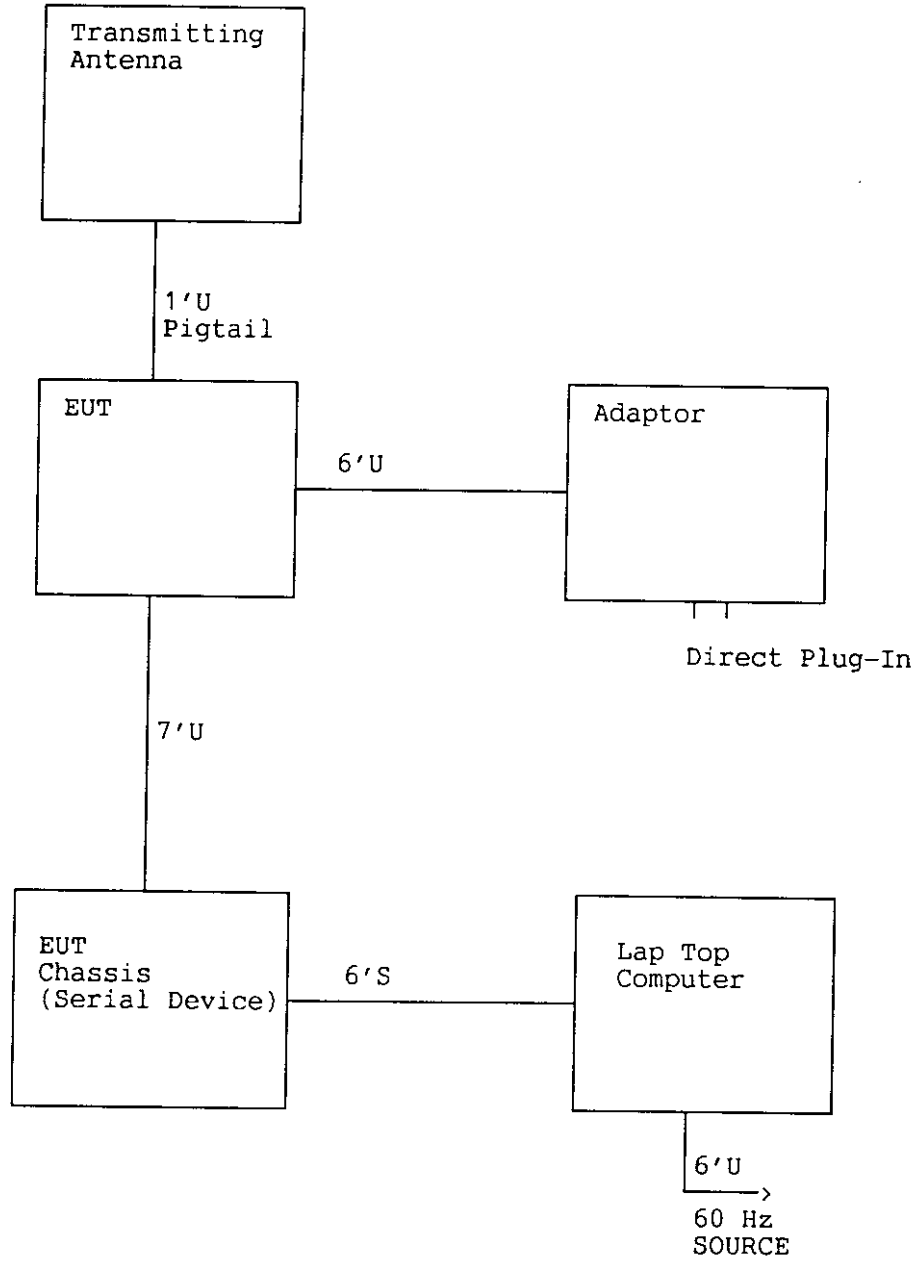 Transmitting
Antenna
1'U
Pigtail
EUT
6'U
Adaptor
Direct Plug-In
7'U
EUT
Chassis
(Serial Device)
6'S
Lap Top
Computer
6'U
60 Hz
SOURCE